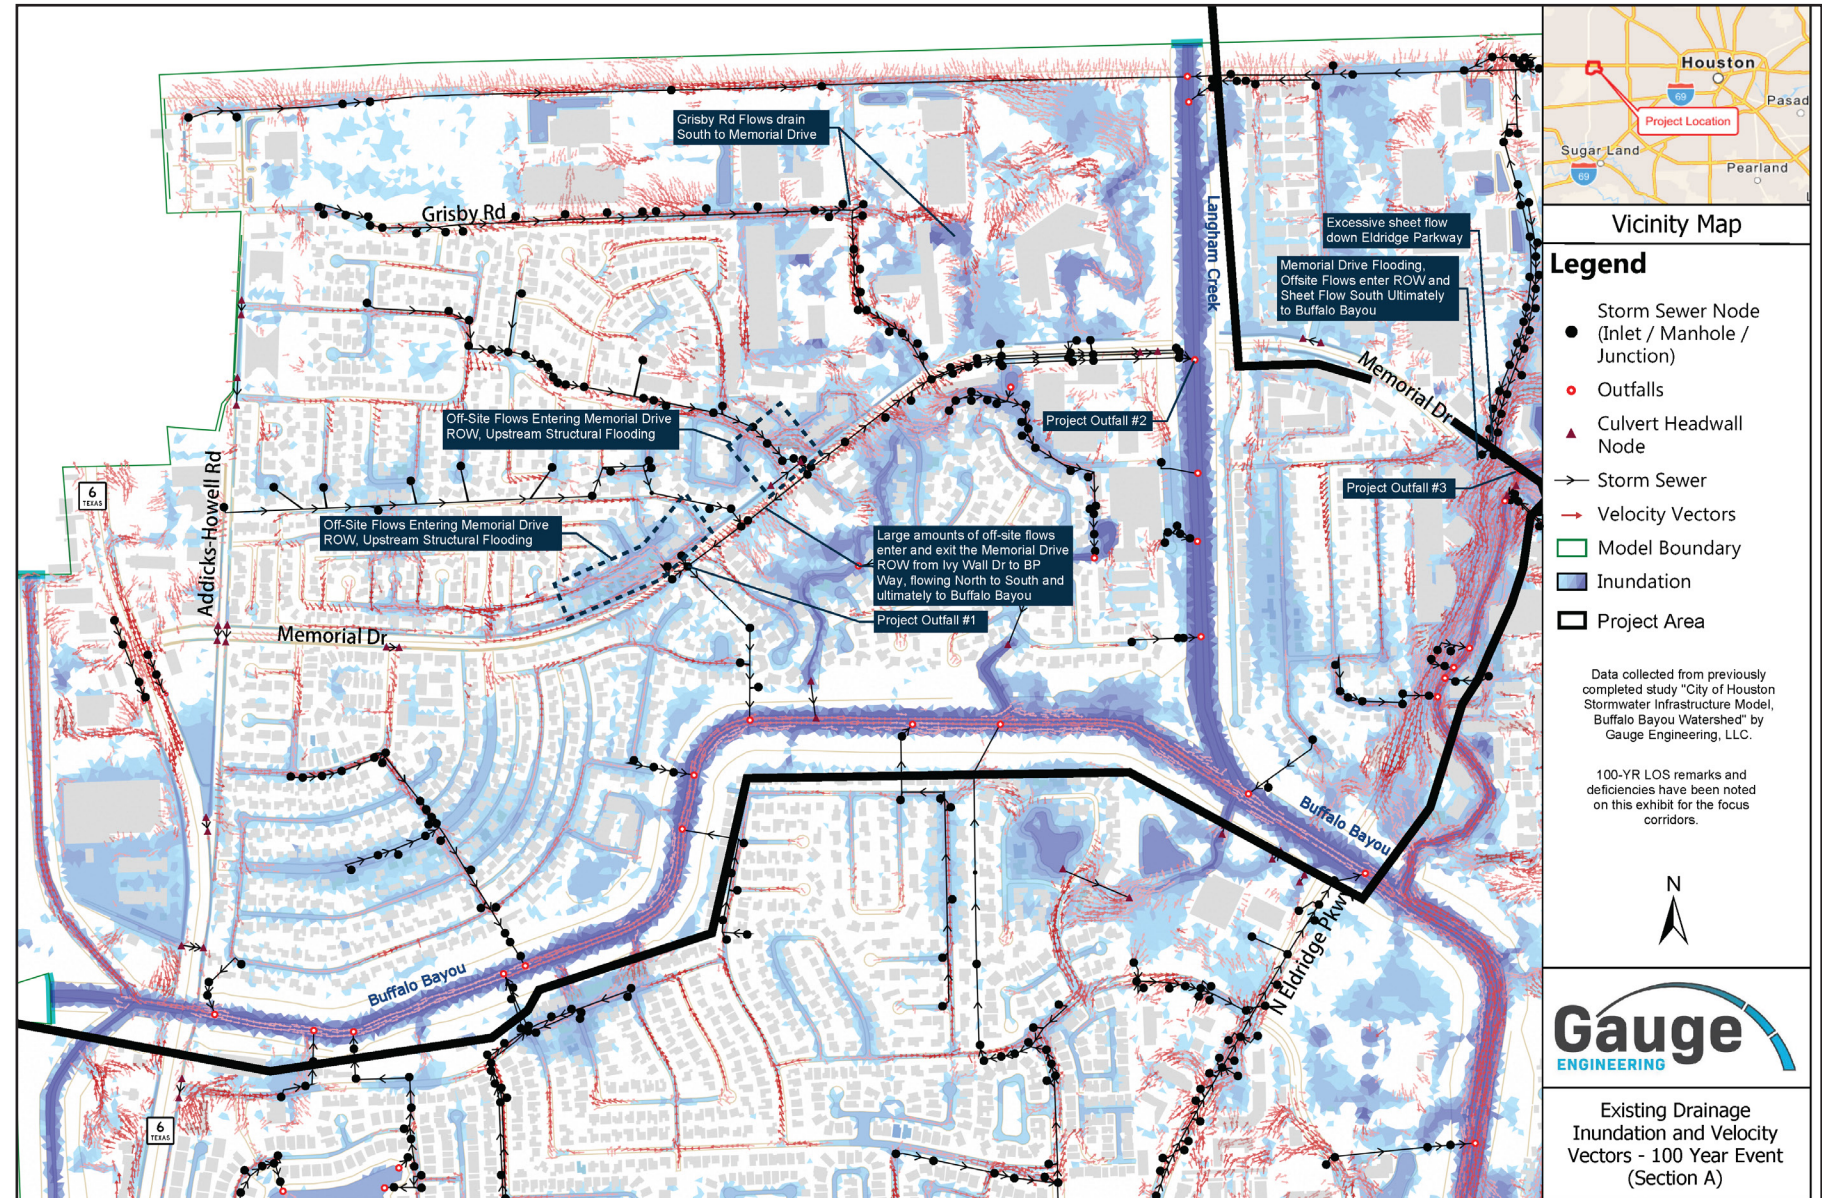 Grisby Rd Flows drain
South to Memorial Drive
Grisby Rd
Langham Creek
Excessive sheet flow
down Eldridge Parkway
Memorial Drive Flooding,
Offsite Flows enter ROW and
Sheet Flow South Ultimately
to Buffalo Bayou
Memorial Dr
Off-Site Flows Entering Memorial Drive
ROW, Upstream Structural Flooding
Project Outfall #2
Project Outfall #3
6
TEXAS
Addicks-Howell Rd
Off-Site Flows Entering Memorial Drive
ROW, Upstream Structural Flooding
Large amounts of off-site flows
enter and exit the Memorial Drive
ROW from Ivy Wall Dr to BP
Way, flowing North to South and
ultimately to Buffalo Bayou
Project Outfall #1
Memorial Dr
Buffalo Bayou
Buffalo Bayou
N Eldridge Pkwy
6
TEXAS
Houston
69
Pasad
Project Location
Sugar Land
69
Pearland
Vicinity Map
Legend
Storm Sewer Node
(Inlet / Manhole /
Junction)
Outfalls
Culvert Headwall
Node
Storm Sewer
Velocity Vectors
Model Boundary
Inundation
Project Area
Data collected from previously
completed study "City of Houston
Stormwater Infrastructure Model,
Buffalo Bayou Watershed" by
Gauge Engineering, LLC.
100-YR LOS remarks and
deficiencies have been noted
on this exhibit for the focus
corridors.
N
Gauge
ENGINEERING
Existing Drainage
Inundation and Velocity
Vectors - 100 Year Event
(Section A)